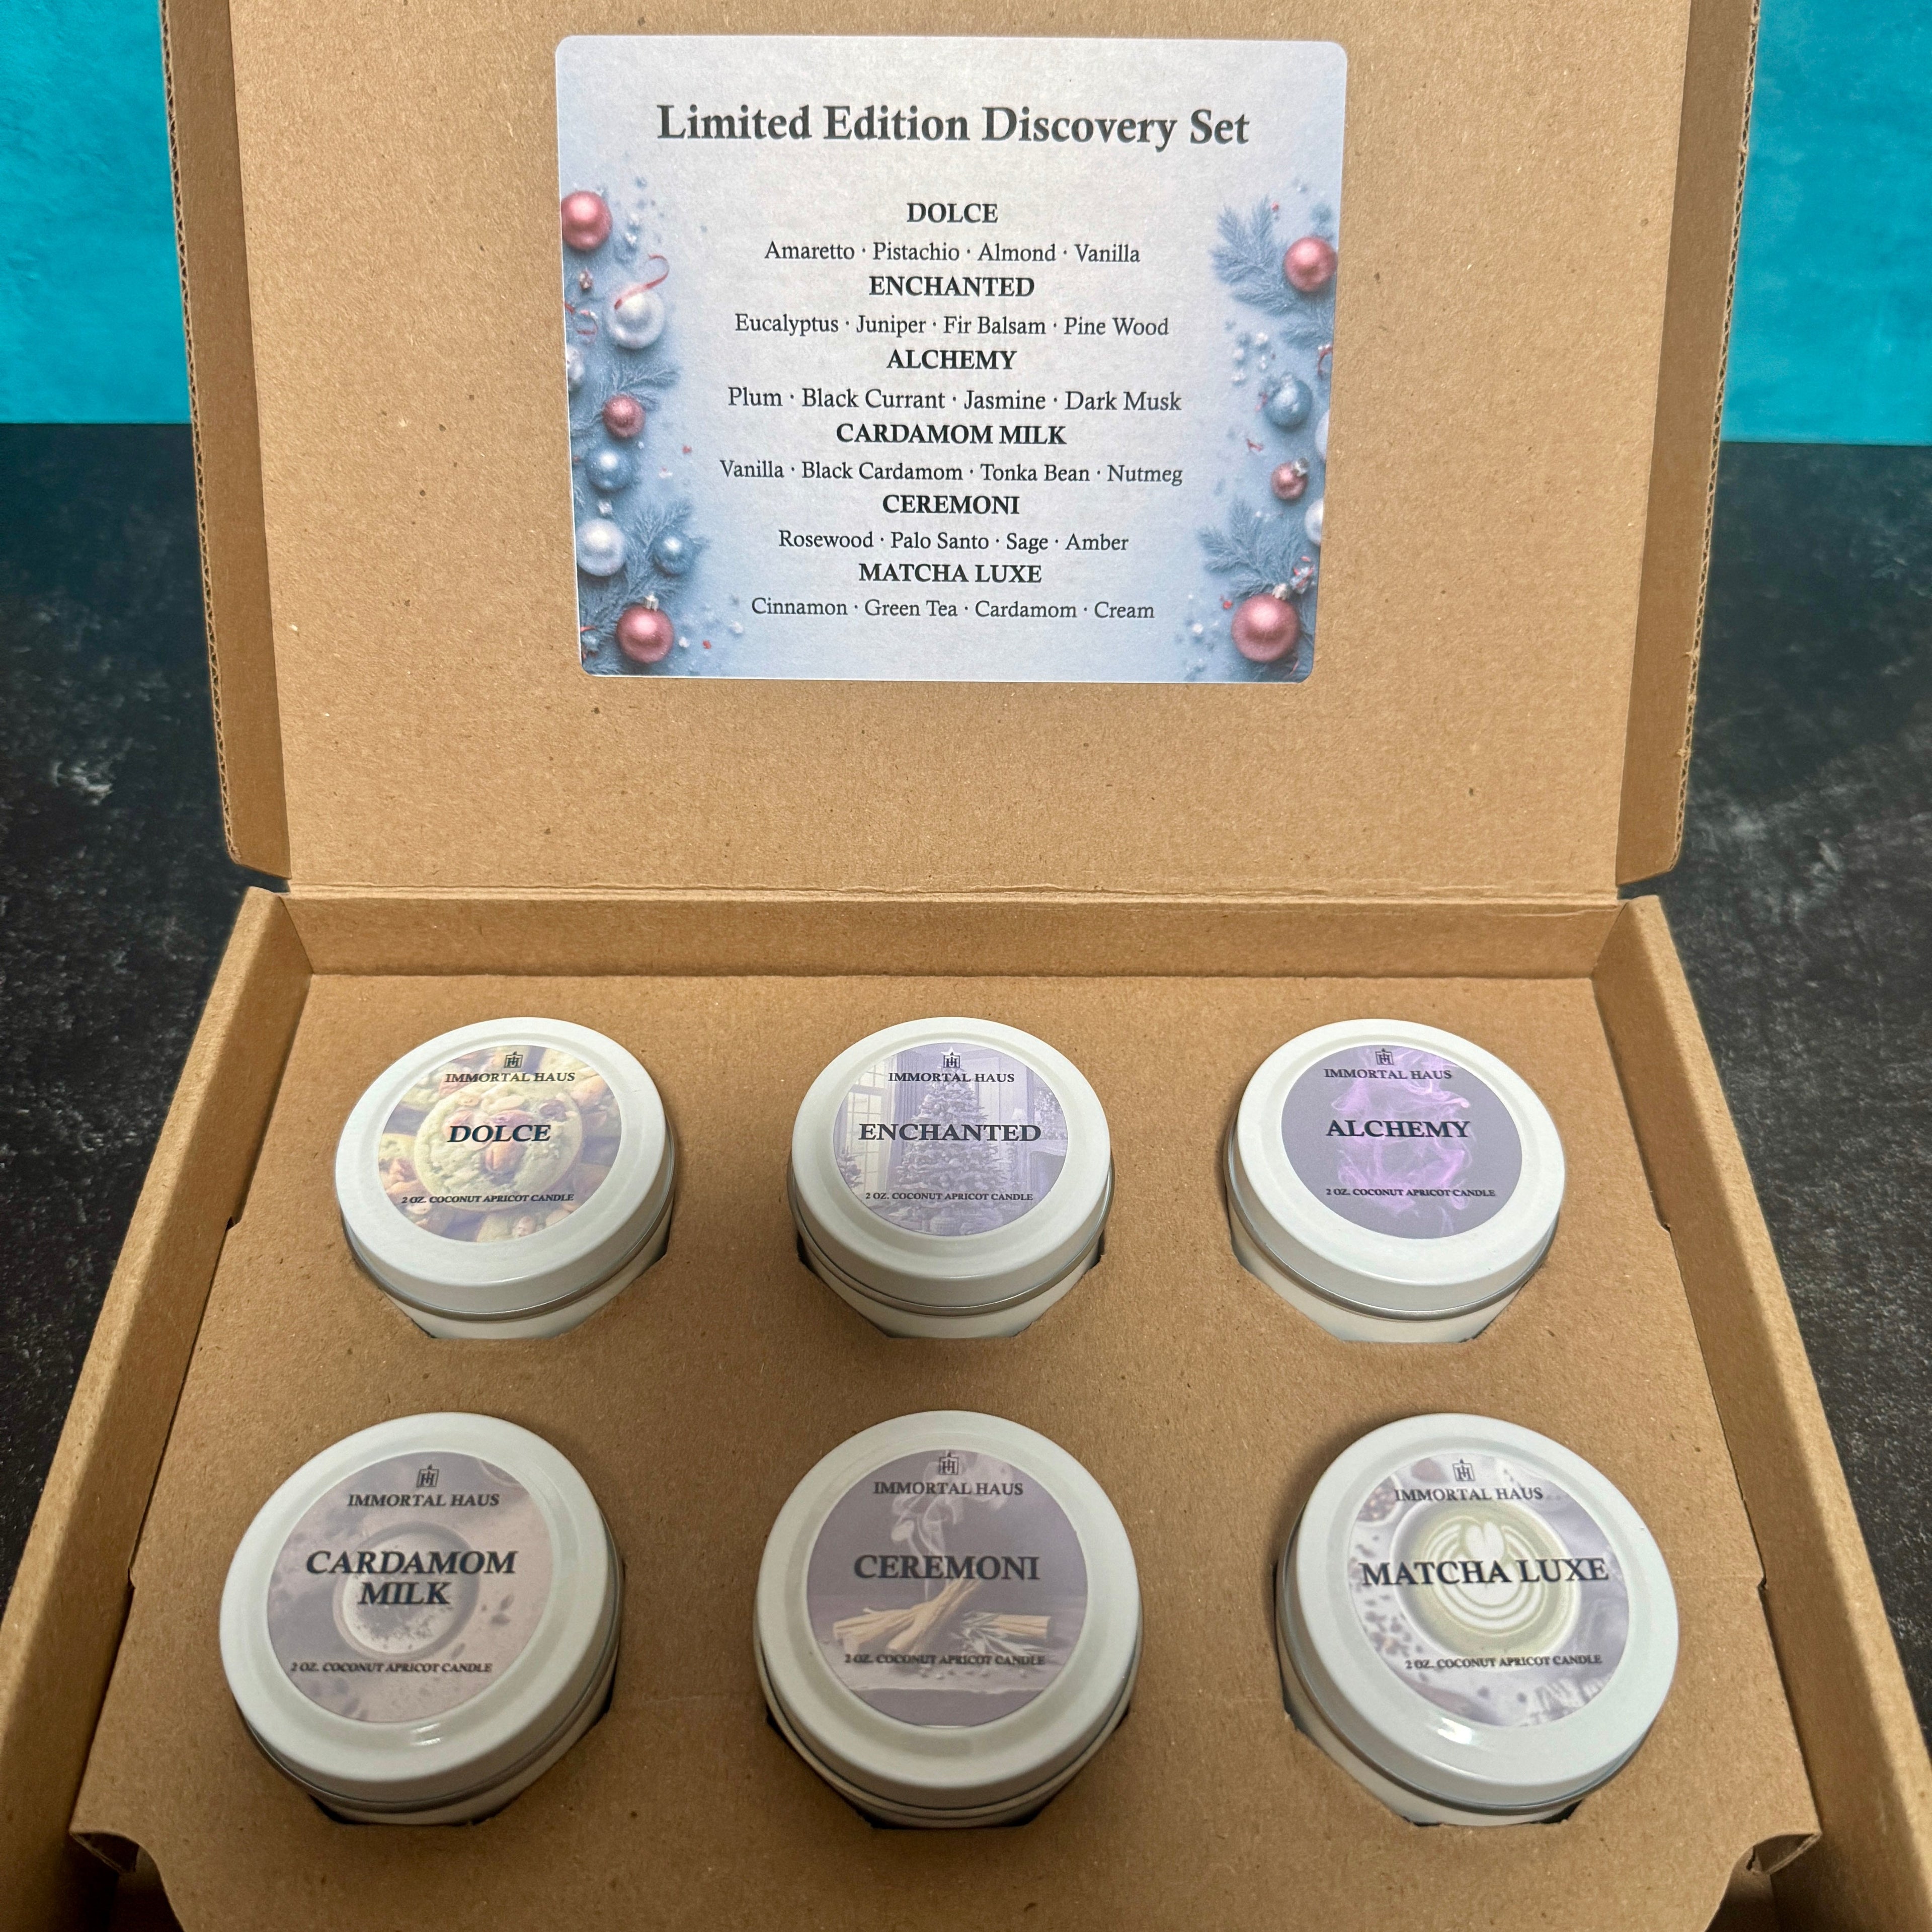 Limited Edition Discovery Set
DOLCE
Amaretto · Pistachio · Almond · Vanilla
ENCHANTED
Eucalyptus · Juniper · Fir Balsam · Pine Wood
ALCHEMY
Plum · Black Currant · Jasmine · Dark Musk
CARDAMOM MILK
Vanilla · Black Cardamom · Tonka Bean · Nutmeg
CEREMONI
Rosewood · Palo Santo · Sage · Amber
MATCHA LUXE
Cinnamon · Green Tea · Cardamom · Cream
IMMORTAL HAUS
DOLCE
2 OZ. COCONUT APRICOT CANDLE
IMMORTAL HAUS
ENCHANTED
2 OZ. COCONUT APRICOT CANDLE
IMMORTAL HAUS
ALCHEMY
2 OZ. COCONUT APRICOT CANDLE
IMMORTAL HAUS
CARDAMOM
MILK
2 OZ. COCONUT APRICOT CANDLE
IMMORTAL HAUS
CEREMONI
2 OZ. COCONUT APRICOT CANDLE
IMMORTAL HAUS
MATCHA LUXE
2 OZ. COCONUT APRICOT CANDLE